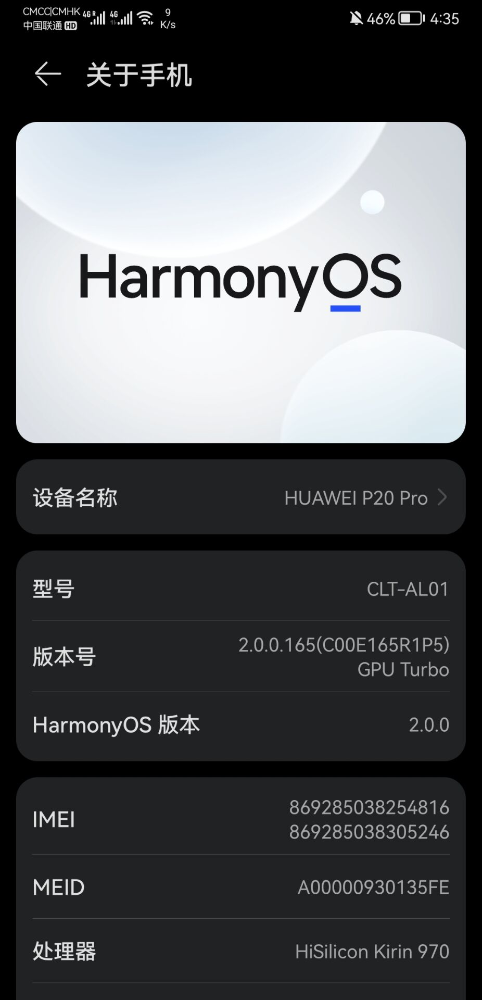 CMCC|CMHK 4G R 4G 9 46% 4:35
中国联通 HD K/s
关于手机
HarmonyOS
设备名称 HUAWEI P20 Pro
型号 CLT-AL01
版本号 2.0.0.165(C00E165R1P5)
GPU Turbo
HarmonyOS 版本 2.0.0
IMEI 869285038254816
869285038305246
MEID A00000930135FE
处理器 HiSilicon Kirin 970